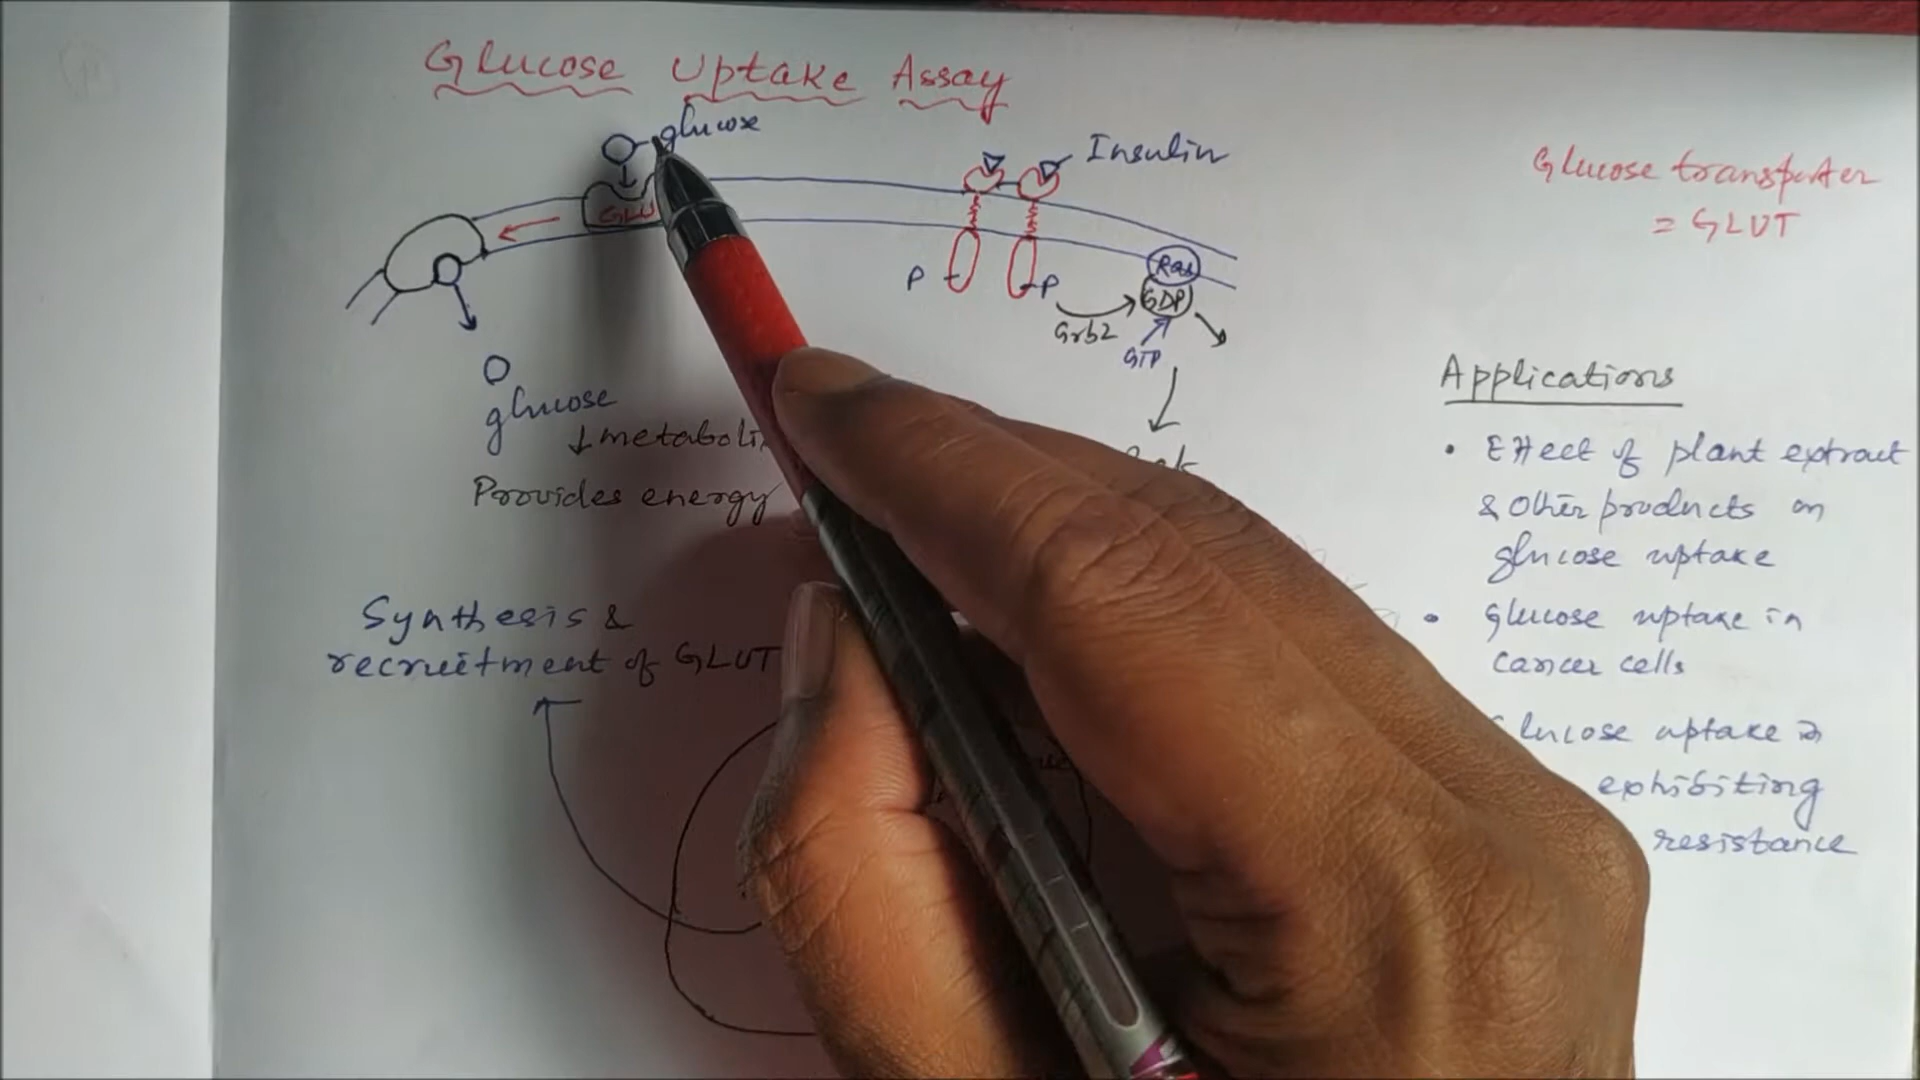 Glucose Uptake Assay
glucose
Insulin
Glucose transporter
= GLUT
GLU
Ras
GDP
P
P
Grb2
GTP
glucose
↓ metaboli
Provides energy
Applications
• Effect of plant extract
& other products on
glucose uptake
• Glucose uptake in
cancer cells
lucose uptake in
exhibiting
resistance
Synthesis &
recruitment of GLUT